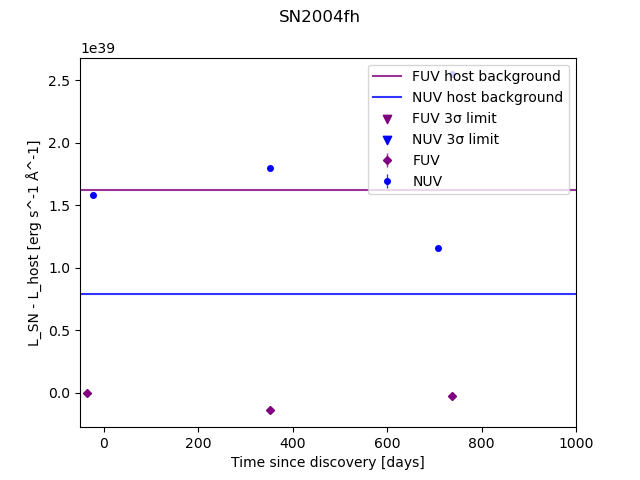 SN2004fh
1e39
FUV host background
NUV host background
FUV 3σ limit
NUV 3σ limit
FUV
NUV
L_SN - L_host [erg s^-1 Å^-1]
2.5
2.0
1.5
1.0
0.5
0.0
0 200 400 600 800 1000
Time since discovery [days]